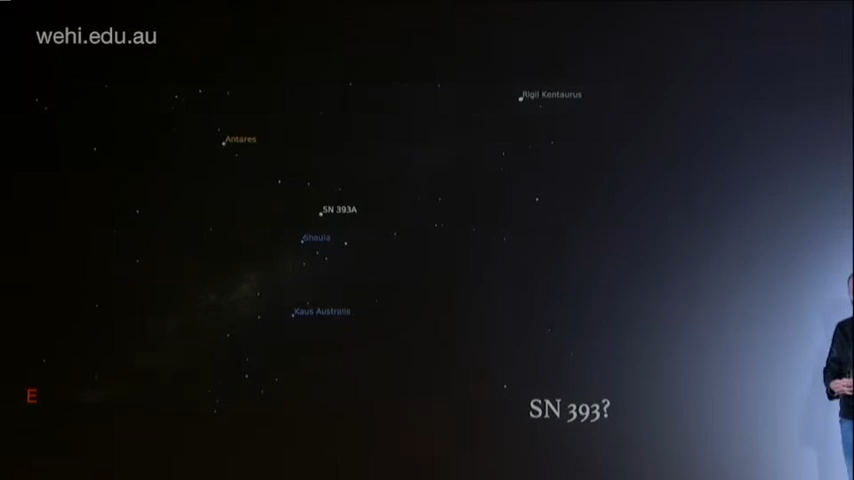 wehi.edu.au
Rigil Kentaurus
Antares
SN 393A
Shaula
Kaus Australis
E
SN 393?